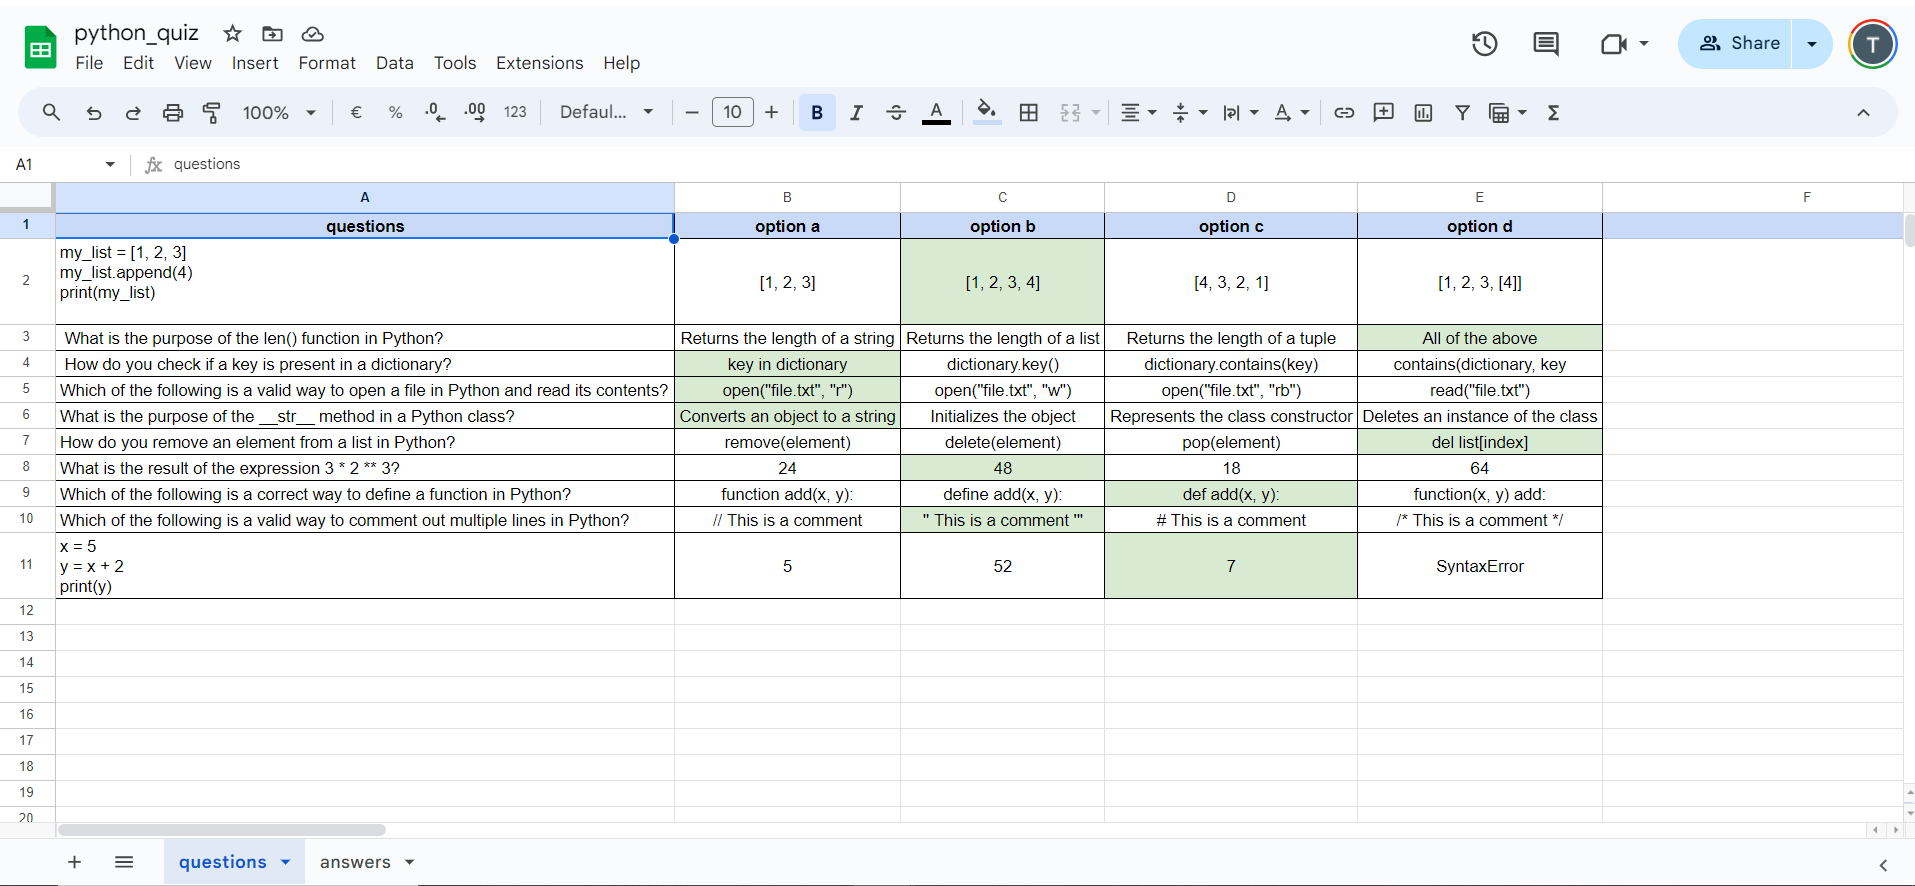 python_quiz
File Edit View Insert Format Data Tools Extensions Help
Share
T
100% € % .0 .00 123 Defaul... 10 B I S A
A1 fx questions
A B C D E F
1 questions option a option b option c option d
my_list = [1, 2, 3]
my_list.append(4)
2 [1, 2, 3] [1, 2, 3, 4] [4, 3, 2, 1] [1, 2, 3, [4]]
print(my_list)
3 What is the purpose of the len() function in Python? Returns the length of a string Returns the length of a list Returns the length of a tuple All of the above
4 How do you check if a key is present in a dictionary? key in dictionary dictionary.key() dictionary.contains(key) contains(dictionary, key
5 Which of the following is a valid way to open a file in Python and read its contents? open("file.txt", "r") open("file.txt", "w") open("file.txt", "rb") read("file.txt")
6 What is the purpose of the __str__ method in a Python class? Converts an object to a string Initializes the object Represents the class constructor Deletes an instance of the class
7 How do you remove an element from a list in Python? remove(element) delete(element) pop(element) del list[index]
8 What is the result of the expression 3 * 2 ** 3? 24 48 18 64
9 Which of the following is a correct way to define a function in Python? function add(x, y): define add(x, y): def add(x, y): function(x, y) add:
10 Which of the following is a valid way to comment out multiple lines in Python? // This is a comment '' This is a comment ''' # This is a comment /* This is a comment */
x = 5
11 y = x + 2 5 52 7 SyntaxError
print(y)
12
13
14
15
16
17
18
19
20
questions answers